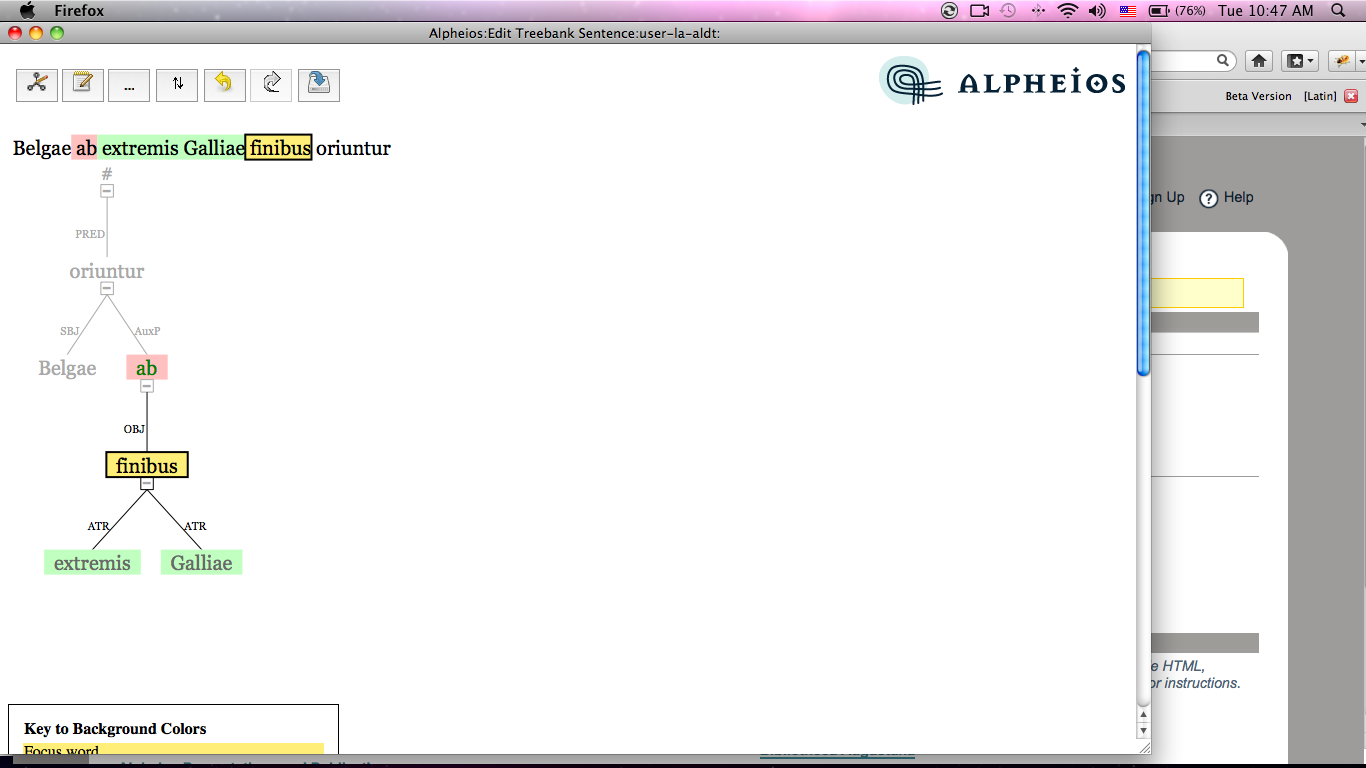 Firefox
(76%) Tue 10:47 AM
Alpheios:Edit Treebank Sentence:user-la-aldt:
...
ALPHEIOS
Beta Version [Latin]
Belgae ab extremis Galliae finibus oriuntur
#
PRED
oriuntur
SBJ AuxP
Belgae ab
OBJ
finibus
ATR ATR
extremis Galliae
gn Up ? Help
e HTML,
or instructions.
Key to Background Colors
Focus word